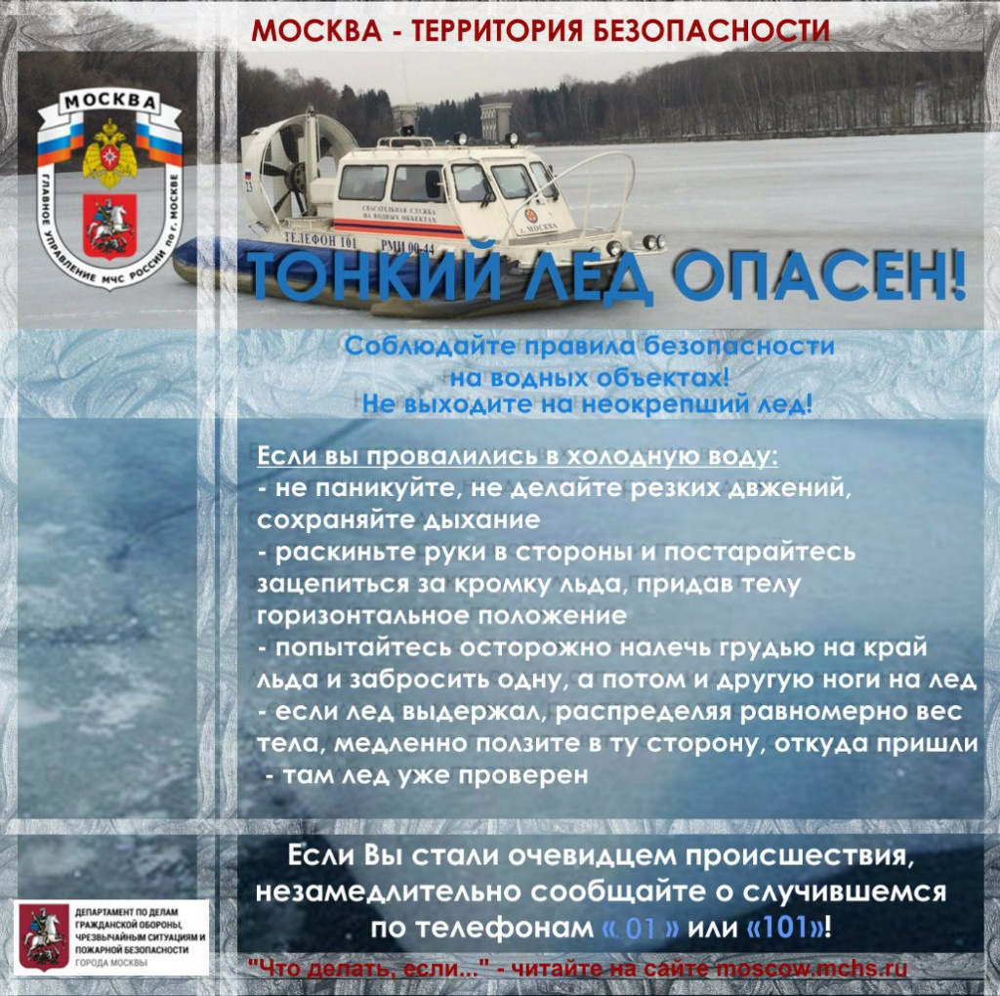 МОСКВА - ТЕРРИТОРИЯ БЕЗОПАСНОСТИ
МОСКВА
ГЛАВНОЕ УПРАВЛЕНИЕ МЧС РОССИИ по г. МОСКВЕ
23
СПАСАТЕЛЬНАЯ СЛУЖБА
НА ВОДНЫХ ОБЪЕКТАХ
г. МОСКВА
ТЕЛЕФОН 101 РМП 00-44
ТОНКИЙ ЛЕД ОПАСЕН!
Соблюдайте правила безопасности
на водных объектах!
Не выходите на неокрепший лед!
Если вы провалились в холодную воду:
- не паникуйте, не делайте резких двжений,
сохраняйте дыхание
- раскиньте руки в стороны и постарайтесь
зацепиться за кромку льда, придав телу
горизонтальное положение
- попытайтесь осторожно налечь грудью на край
льда и забросить одну, а потом и другую ноги на лед
- если лед выдержал, распределяя равномерно вес
тела, медленно ползите в ту сторону, откуда пришли
- там лед уже проверен
Если Вы стали очевидцем происшествия,
незамедлительно сообщайте о случившемся
по телефонам « 01 » или «101»!
ДЕПАРТАМЕНТ ПО ДЕЛАМ
ГРАЖДАНСКОЙ ОБОРОНЫ,
ЧРЕЗВЫЧАЙНЫМ СИТУАЦИЯМ И
ПОЖАРНОЙ БЕЗОПАСНОСТИ
ГОРОДА МОСКВЫ
"Что делать, если..." - читайте на сайте moscow.mchs.ru